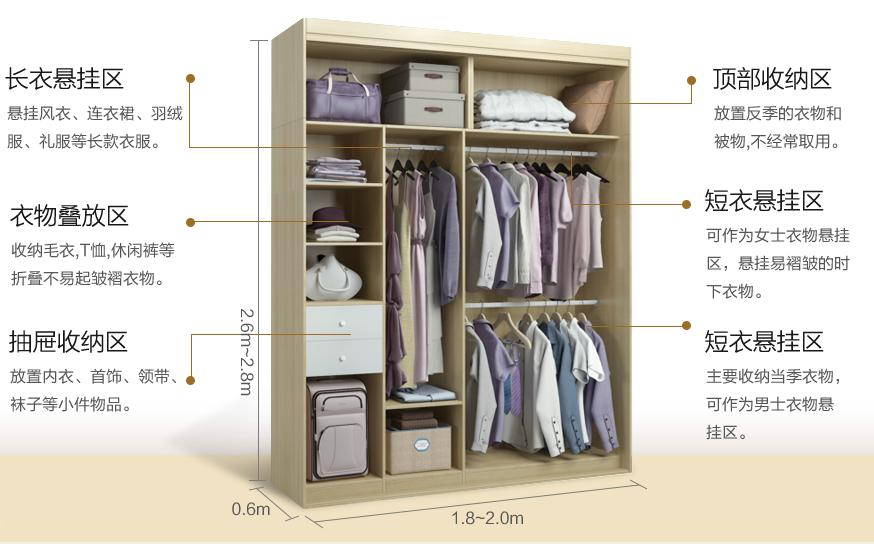 长衣悬挂区
悬挂风衣、连衣裙、羽绒
服、礼服等长款衣服。
衣物叠放区
收纳毛衣,T恤,休闲裤等
折叠不易起皱褶衣物。
抽屉收纳区
放置内衣、首饰、领带、
袜子等小件物品。
顶部收纳区
放置反季的衣物和
被物,不经常取用。
短衣悬挂区
可作为女士衣物悬挂
区，悬挂易褶皱的时
下衣物。
短衣悬挂区
主要收纳当季衣物，
可作为男士衣物悬
挂区。
2.6m~2.8m
0.6m
1.8~2.0m